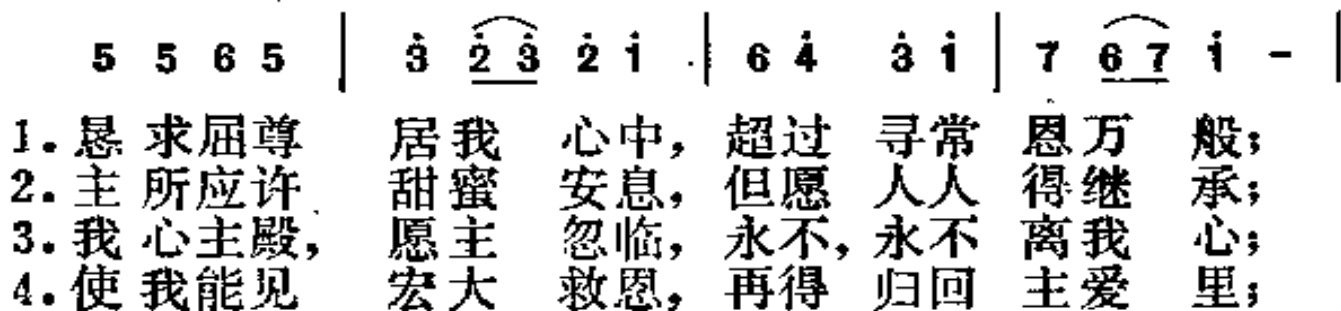 5 5 6 5 | 3̇ 2̇ 3̇ 2̇ 1̇ | 6 4̇ 3̇ 1̇ | 7 6 7 1̇ - |
1.恳求屈尊 居我 心中，超过 寻常 恩万 般；
2.主所应许 甜蜜 安息，但愿 人人 得继 承；
3.我心主殿，愿主 忽临，永不，永不 离我 心；
4.使我能见 宏大 救恩，再得 归回 主爱 里；